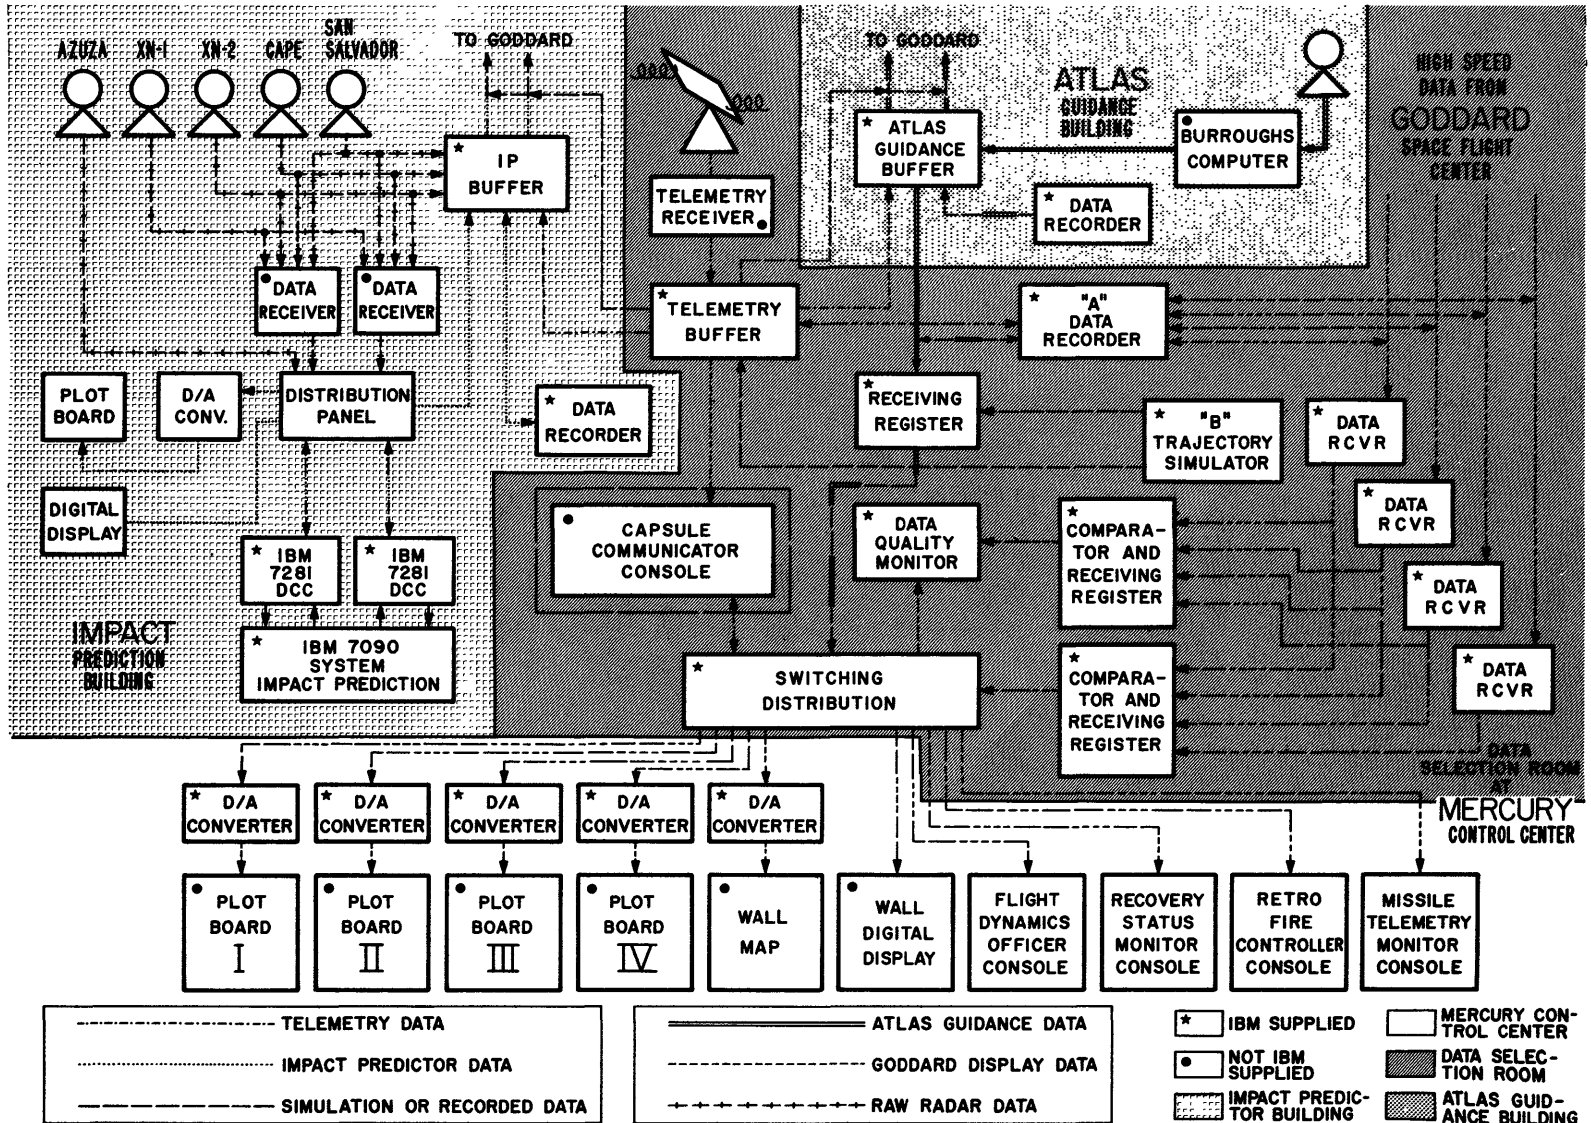 AZUZA
XN-1
XN-2
CAPE
SAN
SALVADOR
TO GODDARD
TO GODDARD
ATLAS
GUIDANCE
BUILDING
HIGH SPEED
DATA FROM
GODDARD
SPACE FLIGHT
CENTER
★ IP
BUFFER
TELEMETRY
RECEIVER ●
★ ATLAS
GUIDANCE
BUFFER
● BURROUGHS
COMPUTER
★ DATA
RECORDER
● DATA
RECEIVER
● DATA
RECEIVER
★ TELEMETRY
BUFFER
★ "A"
DATA
RECORDER
PLOT
BOARD
D/A
CONV.
DISTRIBUTION
PANEL
★ DATA
RECORDER
★ RECEIVING
REGISTER
★ "B"
TRAJECTORY
SIMULATOR
★ DATA
RCVR
DIGITAL
DISPLAY
★ IBM
7281
DCC
★ IBM
7281
DCC
● CAPSULE
COMMUNICATOR
CONSOLE
★ DATA
QUALITY
MONITOR
★ COMPARA-
TOR AND
RECEIVING
REGISTER
★ DATA
RCVR
★ DATA
RCVR
IMPACT
PREDICTION
BUILDING
★ IBM 7090
SYSTEM
IMPACT PREDICTION
★ SWITCHING
DISTRIBUTION
★ COMPARA-
TOR AND
RECEIVING
REGISTER
★ DATA
RCVR
DATA
SELECTION ROOM
AT
MERCURY
CONTROL CENTER
★ D/A
CONVERTER
★ D/A
CONVERTER
★ D/A
CONVERTER
★ D/A
CONVERTER
★ D/A
CONVERTER
● PLOT
BOARD
I
● PLOT
BOARD
II
● PLOT
BOARD
III
● PLOT
BOARD
IV
● WALL
MAP
● WALL
DIGITAL
DISPLAY
FLIGHT
DYNAMICS
OFFICER
CONSOLE
RECOVERY
STATUS
MONITOR
CONSOLE
RETRO
FIRE
CONTROLLER
CONSOLE
MISSILE
TELEMETRY
MONITOR
CONSOLE
TELEMETRY DATA
IMPACT PREDICTOR DATA
SIMULATION OR RECORDED DATA
ATLAS GUIDANCE DATA
GODDARD DISPLAY DATA
RAW RADAR DATA
★ IBM SUPPLIED
● NOT IBM
SUPPLIED
IMPACT PREDIC-
TOR BUILDING
MERCURY CON-
TROL CENTER
DATA SELEC-
TION ROOM
ATLAS GUID-
ANCE BUILDING